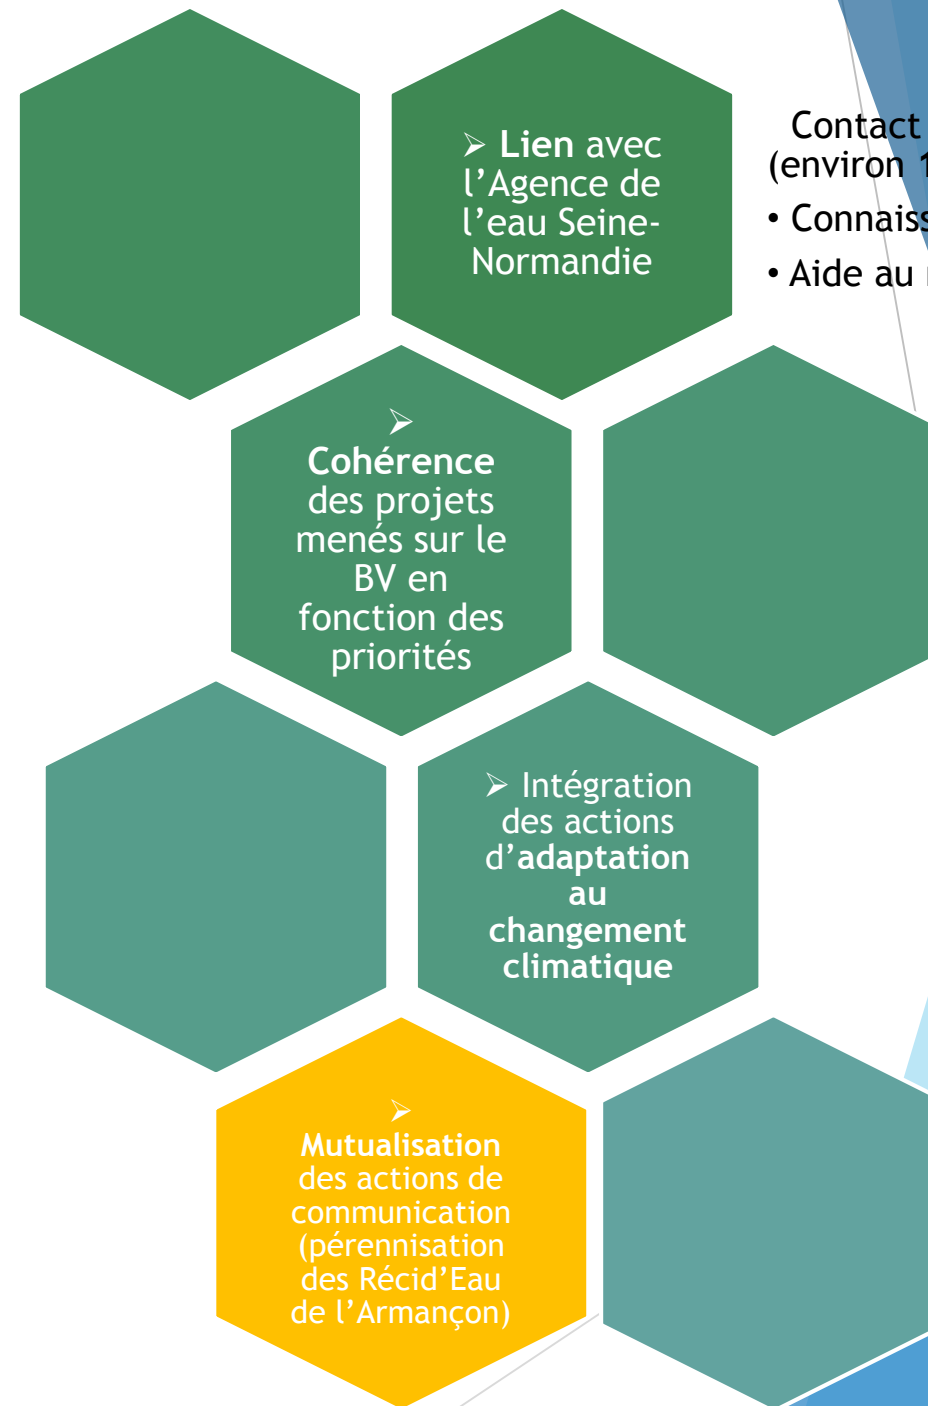 ➢ Lien avec
l’Agence de
l’eau Seine-
Normandie
Contact
(environ
• Connaiss
• Aide au
➢
Cohérence
des projets
menés sur le
BV en
fonction des
priorités
➢ Intégration
des actions
d’adaptation
au
changement
climatique
➢
Mutualisation
des actions de
communication
(pérennisation
des Récid’Eau
de l’Armançon)